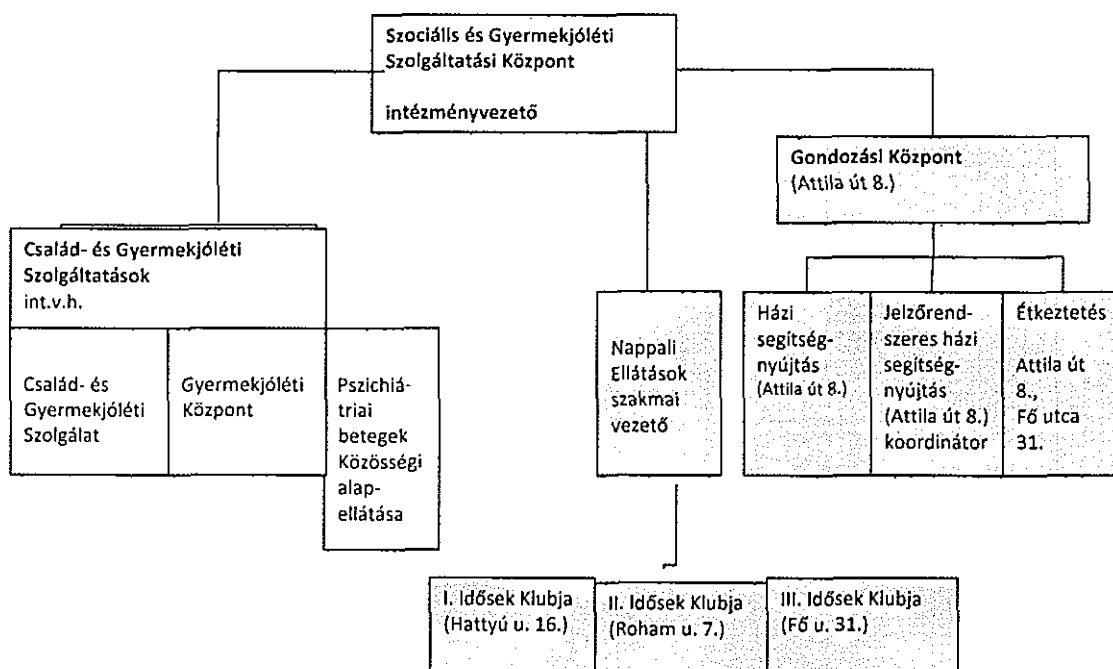 Szociális és Gyermekjóléti
Szolgáltatási Központ
intézményvezető
Gondozási Központ
(Attila út 8.)
Család- és Gyermekjóléti
Szolgáltatások
int.v.h.
Család- és
Gyermekjóléti
Szolgálat
Gyermekjóléti
Központ
Pszichiá-
triai
betegek
Közösségi
alap-
ellátása
Nappali
Ellátások
szakmai
vezető
Házi
segítség-
nyújtás
(Attila út 8.)
Jelzőrend-
szeres házi
segítség-
nyújtás
(Attila út 8.)
koordinátor
Étkeztetés
Attila út
8.,
Fő utca
31.
I. Idősek Klubja
(Hattyú u. 16.)
II. Idősek Klubja
(Roham u. 7.)
III. Idősek Klubja
(Fő u. 31.)